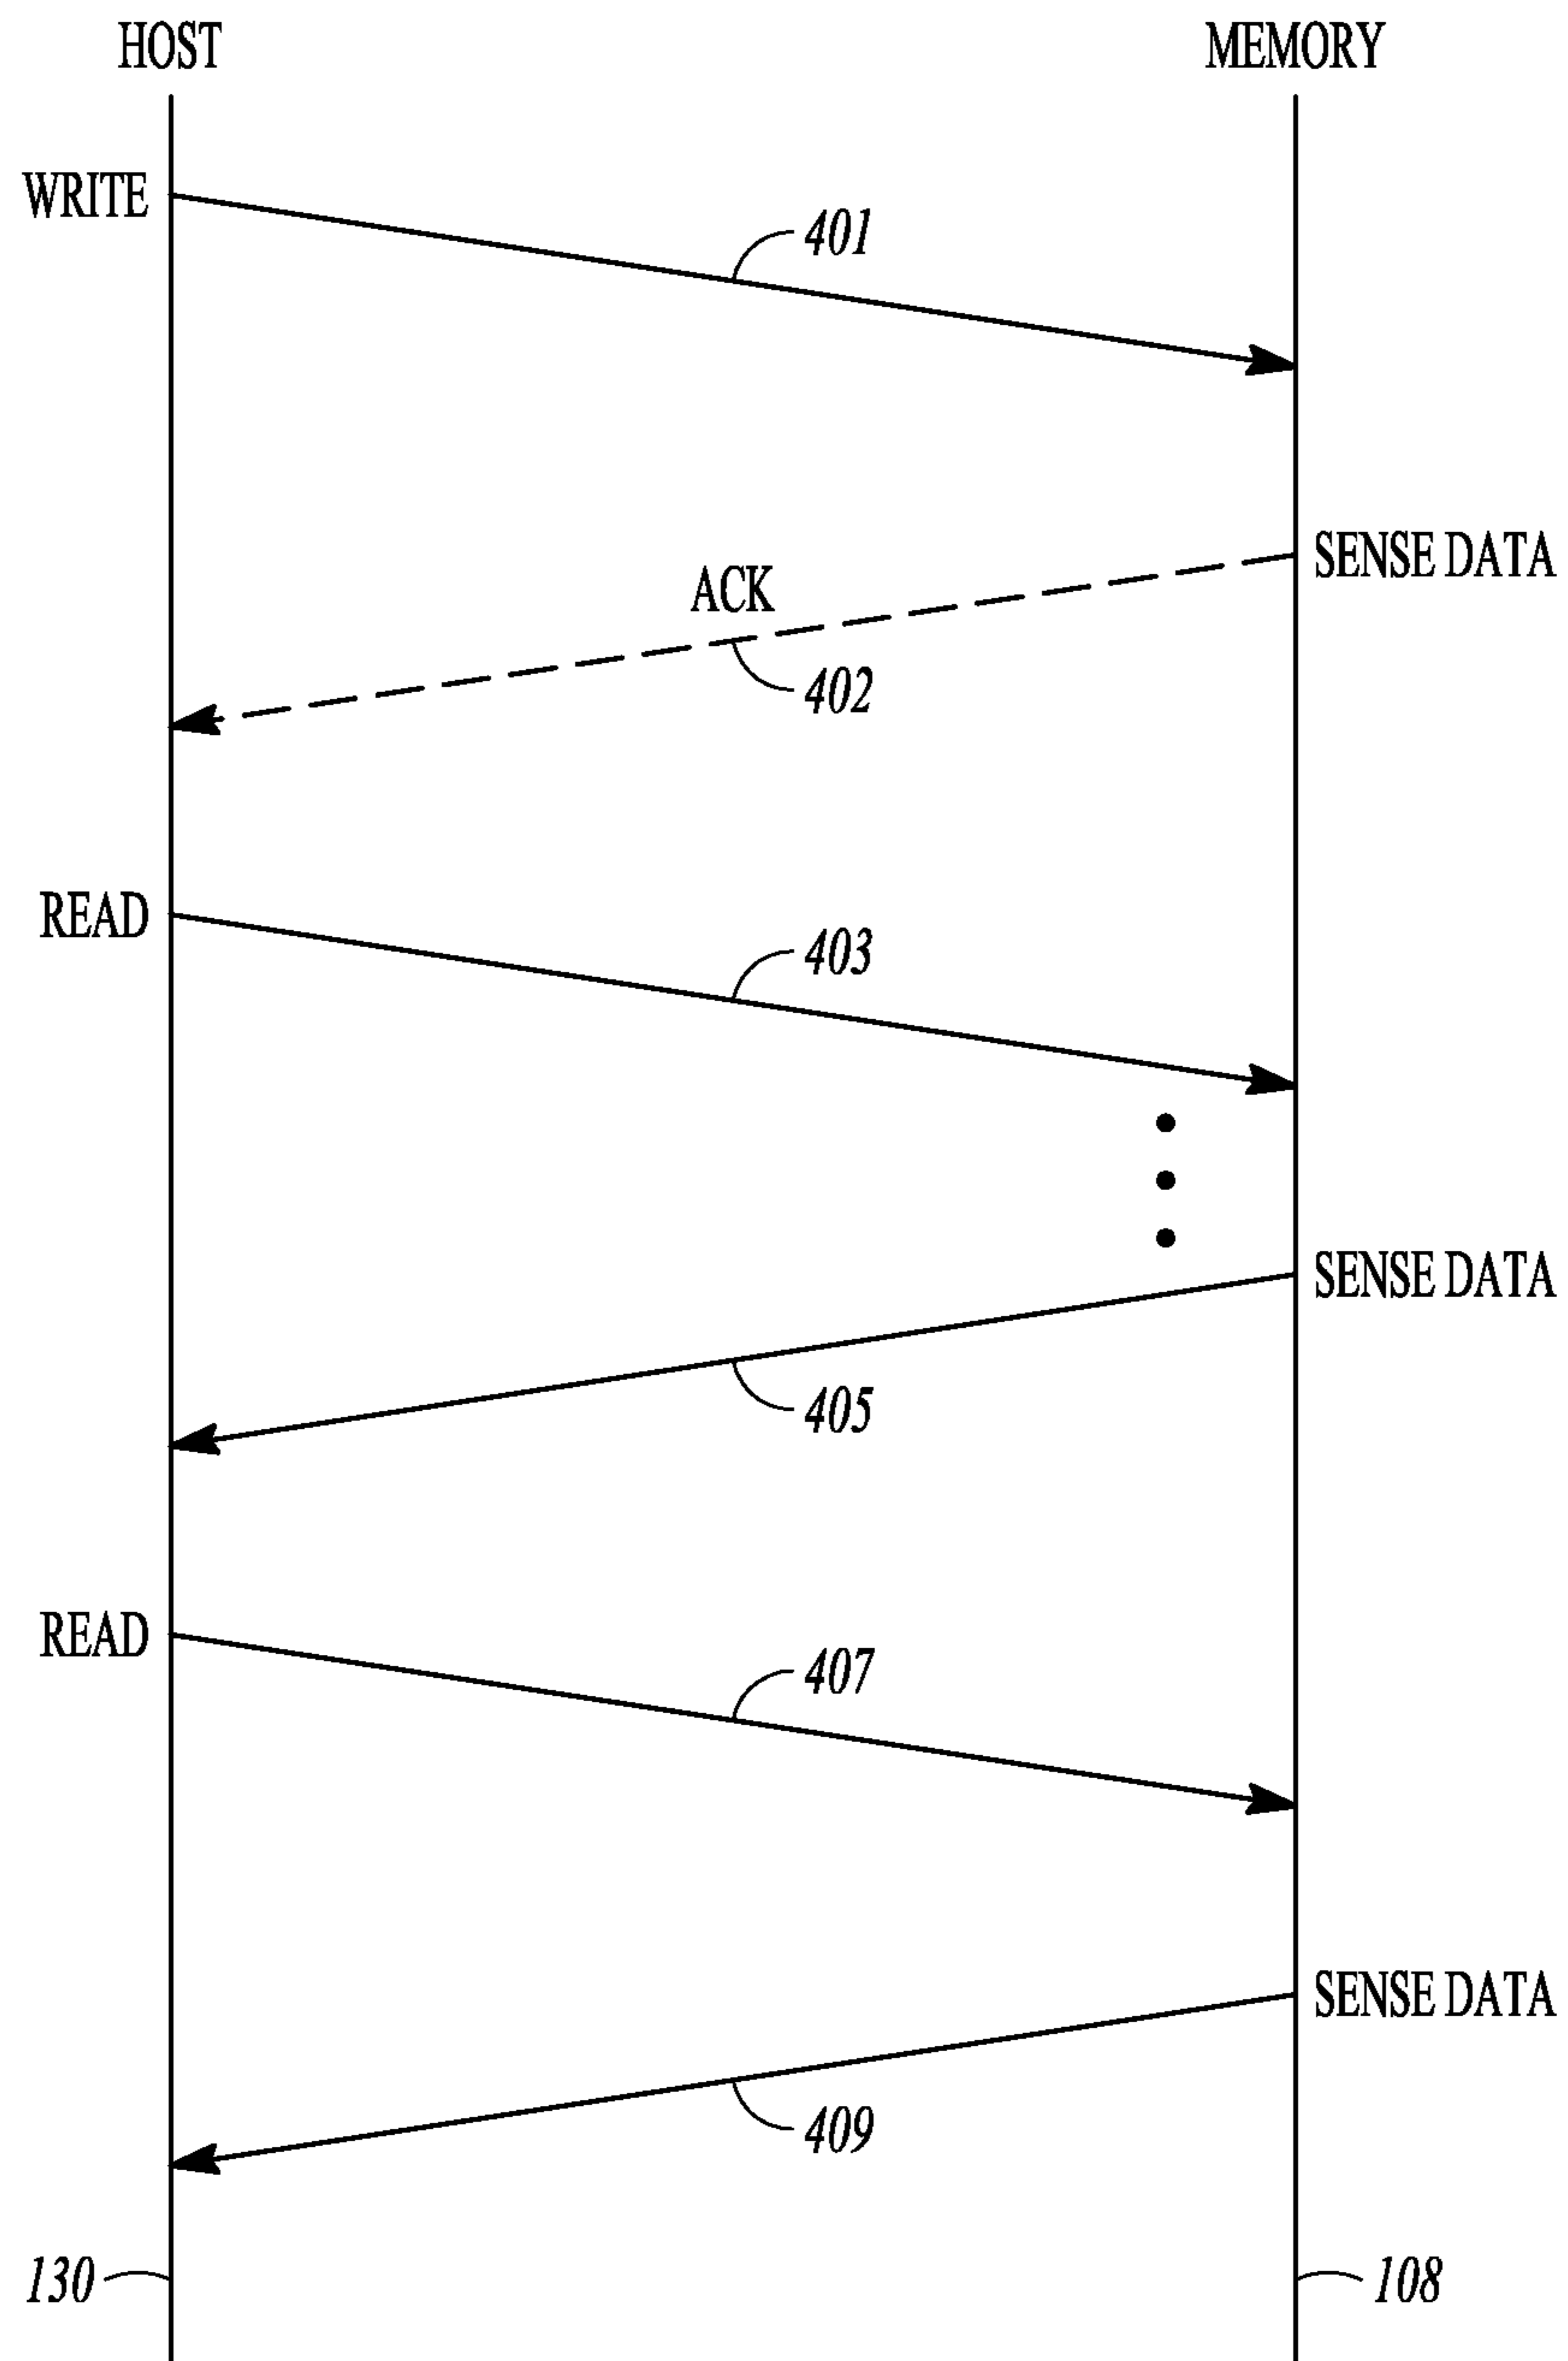 HOST
MEMORY
WRITE
401
SENSE DATA
ACK
402
READ
403
SENSE DATA
405
READ
407
SENSE DATA
409
130
108